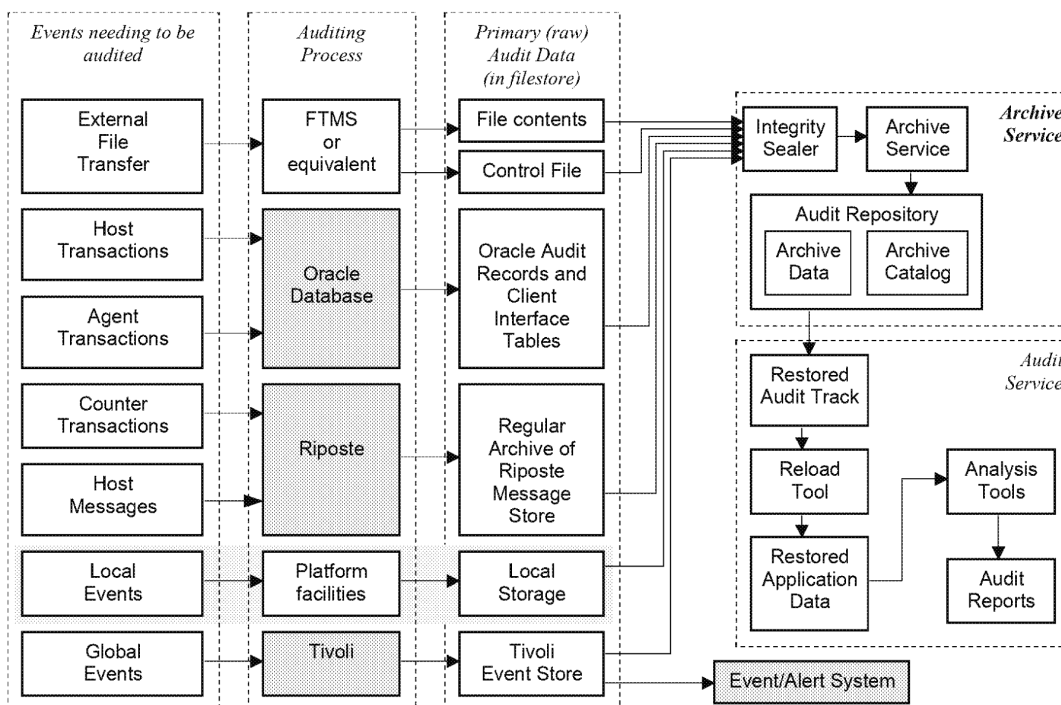 Events needing to be
audited
Auditing
Process
Primary (raw)
Audit Data
(in filestore)
External
File
Transfer
FTMS
or
equivalent
File contents
Control File
Host
Transactions
Agent
Transactions
Oracle
Database
Oracle Audit
Records and
Client
Interface
Tables
Counter
Transactions
Host
Messages
Riposte
Regular
Archive of
Riposte
Message
Store
Local
Events
Platform
facilities
Local
Storage
Global
Events
Tivoli
Tivoli
Event Store
Event/Alert System
Archive
Service
Integrity
Sealer
Archive
Service
Audit Repository
Archive
Data
Archive
Catalog
Audit
Service
Restored
Audit Track
Reload
Tool
Restored
Application
Data
Analysis
Tools
Audit
Reports